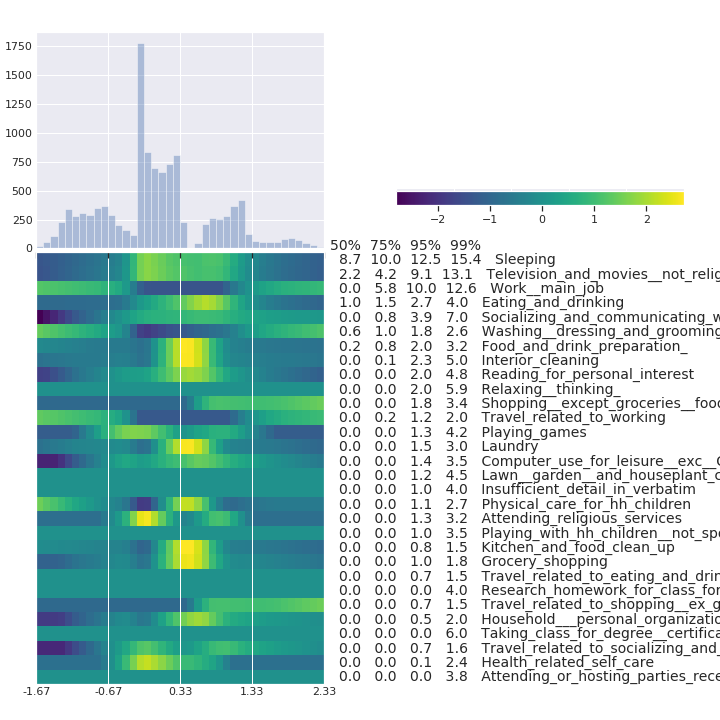 1750
1500
1250
1000
750
500
250
0
−2 −1 0 1 2
50% 75% 95% 99%
8.7 10.0 12.5 15.4 Sleeping
2.2 4.2 9.1 13.1 Television_and_movies__not_relig
0.0 5.8 10.0 12.6 Work__main_job
1.0 1.5 2.7 4.0 Eating_and_drinking
0.0 0.8 3.9 7.0 Socializing_and_communicating_w
0.6 1.0 1.8 2.6 Washing__dressing_and_grooming
0.2 0.8 2.0 3.2 Food_and_drink_preparation_
0.0 0.1 2.3 5.0 Interior_cleaning
0.0 0.0 2.0 4.8 Reading_for_personal_interest
0.0 0.0 2.0 5.9 Relaxing__thinking_
0.0 0.0 1.8 3.4 Shopping__except_groceries__food
0.0 0.2 1.2 2.0 Travel_related_to_working
0.0 0.0 1.3 4.2 Playing_games
0.0 0.0 1.5 3.0 Laundry
0.0 0.0 1.4 3.5 Computer_use_for_leisure__exc__
0.0 0.0 1.2 4.5 Lawn__garden__and_houseplant_c
0.0 0.0 1.0 4.0 Insufficient_detail_in_verbatim
0.0 0.0 1.1 2.7 Physical_care_for_hh_children
0.0 0.0 1.3 3.2 Attending_religious_services
0.0 0.0 1.0 3.5 Playing_with_hh_children__not_spo
0.0 0.0 0.8 1.5 Kitchen_and_food_clean_up
0.0 0.0 1.0 1.8 Grocery_shopping
0.0 0.0 0.7 1.5 Travel_related_to_eating_and_drin
0.0 0.0 0.0 4.0 Research_homework_for_class_for
0.0 0.0 0.7 1.5 Travel_related_to_shopping__ex_g
0.0 0.0 0.5 2.0 Household___personal_organizatio
0.0 0.0 0.0 6.0 Taking_class_for_degree__certifica
0.0 0.0 0.7 1.6 Travel_related_to_socializing_and_
0.0 0.0 0.1 2.4 Health_related_self_care
0.0 0.0 0.0 3.8 Attending_or_hosting_parties_rece
-1.67 -0.67 0.33 1.33 2.33